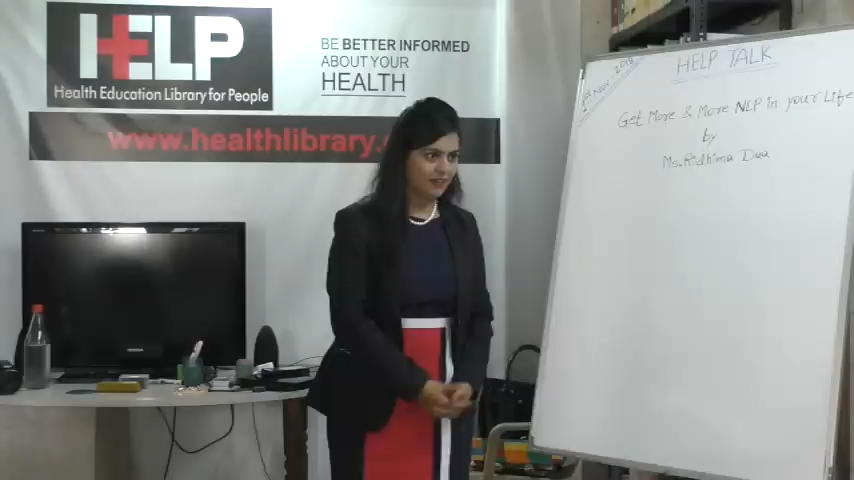 HELP
Health Education Library for People
BE BETTER INFORMED
ABOUT YOUR
HEALTH
www.healthlibrary.c
HELP TALK
Get More & More NLP in your Life
by
Ms. Ridhima Dua